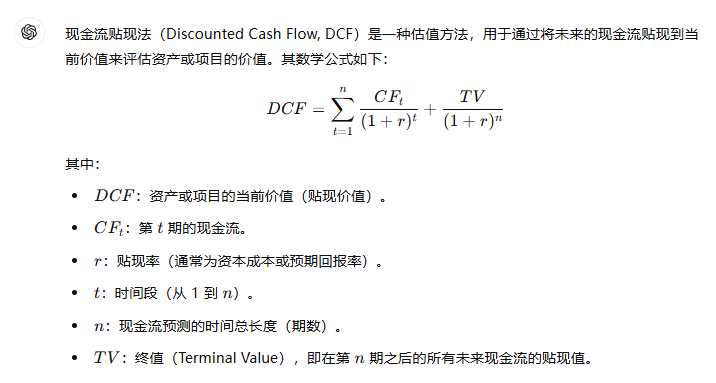 现金流贴现法（Discounted Cash Flow, DCF）是一种估值方法，用于通过将未来的现金流贴现到当
前价值来评估资产或项目的价值。其数学公式如下：
DCF = \sum_{t=1}^{n} \frac{CF_t}{(1+r)^t} + \frac{TV}{(1+r)^n}
其中：
• DCF：资产或项目的当前价值（贴现价值）。
• CF_t：第 t 期的现金流。
• r：贴现率（通常为资本成本或预期回报率）。
• t：时间段（从 1 到 n）。
• n：现金流预测的时间总长度（期数）。
• TV：终值（Terminal Value），即在第 n 期之后的所有未来现金流的贴现值。